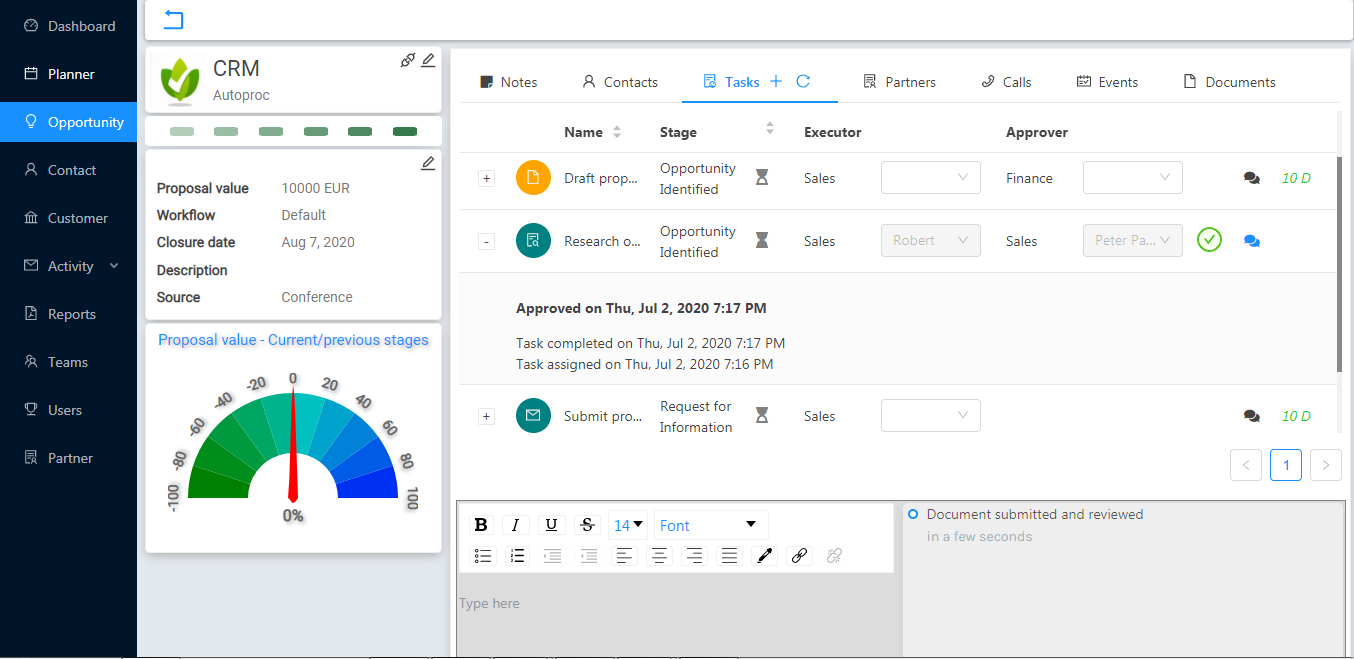 Dashboard
Planner
Opportunity
Contact
Customer
Activity
Reports
Teams
Users
Partner
CRM
Autoproc
Proposal value 10000 EUR
Workflow Default
Closure date Aug 7, 2020
Description
Source Conference
Proposal value - Current/previous stages
-100 -80 -60 -40 -20 0 20 40 60 80 100
0%
Notes Contacts Tasks Partners Calls Events Documents
Name Stage Executor Approver
+ Draft prop... Opportunity Identified Sales Finance 10 D
- Research o... Opportunity Identified Sales Robert Sales Peter Pa...
Approved on Thu, Jul 2, 2020 7:17 PM
Task completed on Thu, Jul 2, 2020 7:17 PM
Task assigned on Thu, Jul 2, 2020 7:16 PM
+ Submit pro... Request for Information Sales 10 D
< 1 >
B I U S 14 Font
Type here
Document submitted and reviewed
in a few seconds